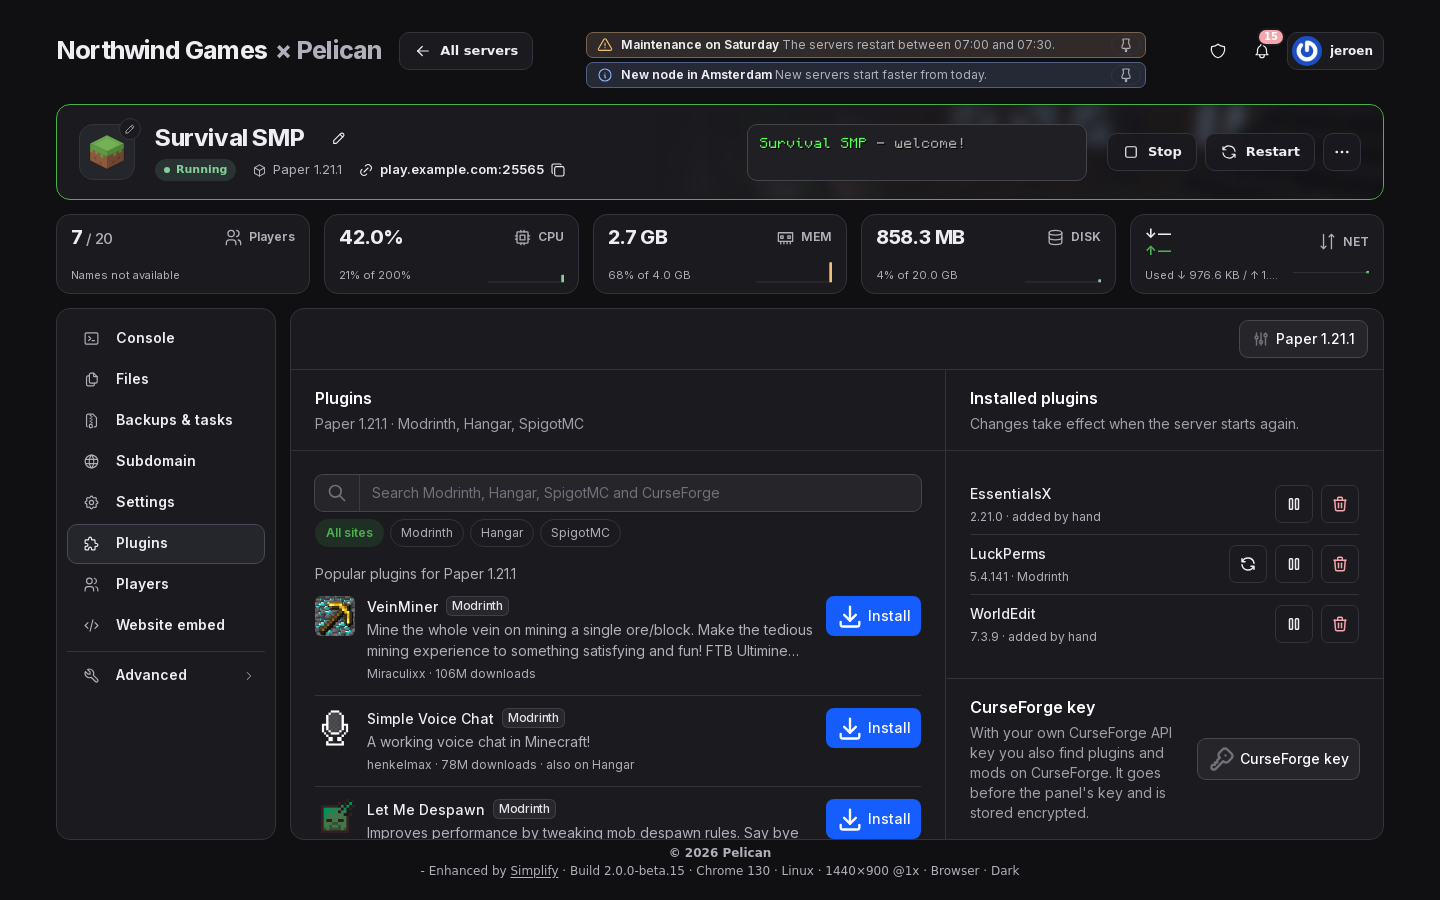 Northwind Games × Pelican
All servers
Maintenance on Saturday The servers restart between 07:00 and 07:30.
New node in Amsterdam New servers start faster from today.
15
jeroen
Survival SMP
Running
Paper 1.21.1
play.example.com:25565
Survival SMP - welcome!
Stop
Restart
7 / 20
Players
Names not available
42.0%
CPU
21% of 200%
2.7 GB
MEM
68% of 4.0 GB
858.3 MB
DISK
4% of 20.0 GB
↓—
↑—
NET
Used ↓ 976.6 KB / ↑ 1....
Console
Files
Backups & tasks
Subdomain
Settings
Plugins
Players
Website embed
Advanced
Paper 1.21.1
Plugins
Paper 1.21.1 · Modrinth, Hangar, SpigotMC
Search Modrinth, Hangar, SpigotMC and CurseForge
All sites
Modrinth
Hangar
SpigotMC
Popular plugins for Paper 1.21.1
VeinMiner
Modrinth
Mine the whole vein on mining a single ore/block. Make the tedious
mining experience to something satisfying and fun! FTB Ultimine...
Miraculixx · 106M downloads
Install
Simple Voice Chat
Modrinth
A working voice chat in Minecraft!
henkelmax · 78M downloads · also on Hangar
Install
Let Me Despawn
Modrinth
Improves performance by tweaking mob despawn rules. Say bye
Install
Installed plugins
Changes take effect when the server starts again.
EssentialsX
2.21.0 · added by hand
LuckPerms
5.4.141 · Modrinth
WorldEdit
7.3.9 · added by hand
CurseForge key
With your own CurseForge API
key you also find plugins and
mods on CurseForge. It goes
before the panel's key and is
stored encrypted.
CurseForge key
© 2026 Pelican
- Enhanced by Simplify · Build 2.0.0-beta.15 · Chrome 130 · Linux · 1440×900 @1x · Browser · Dark